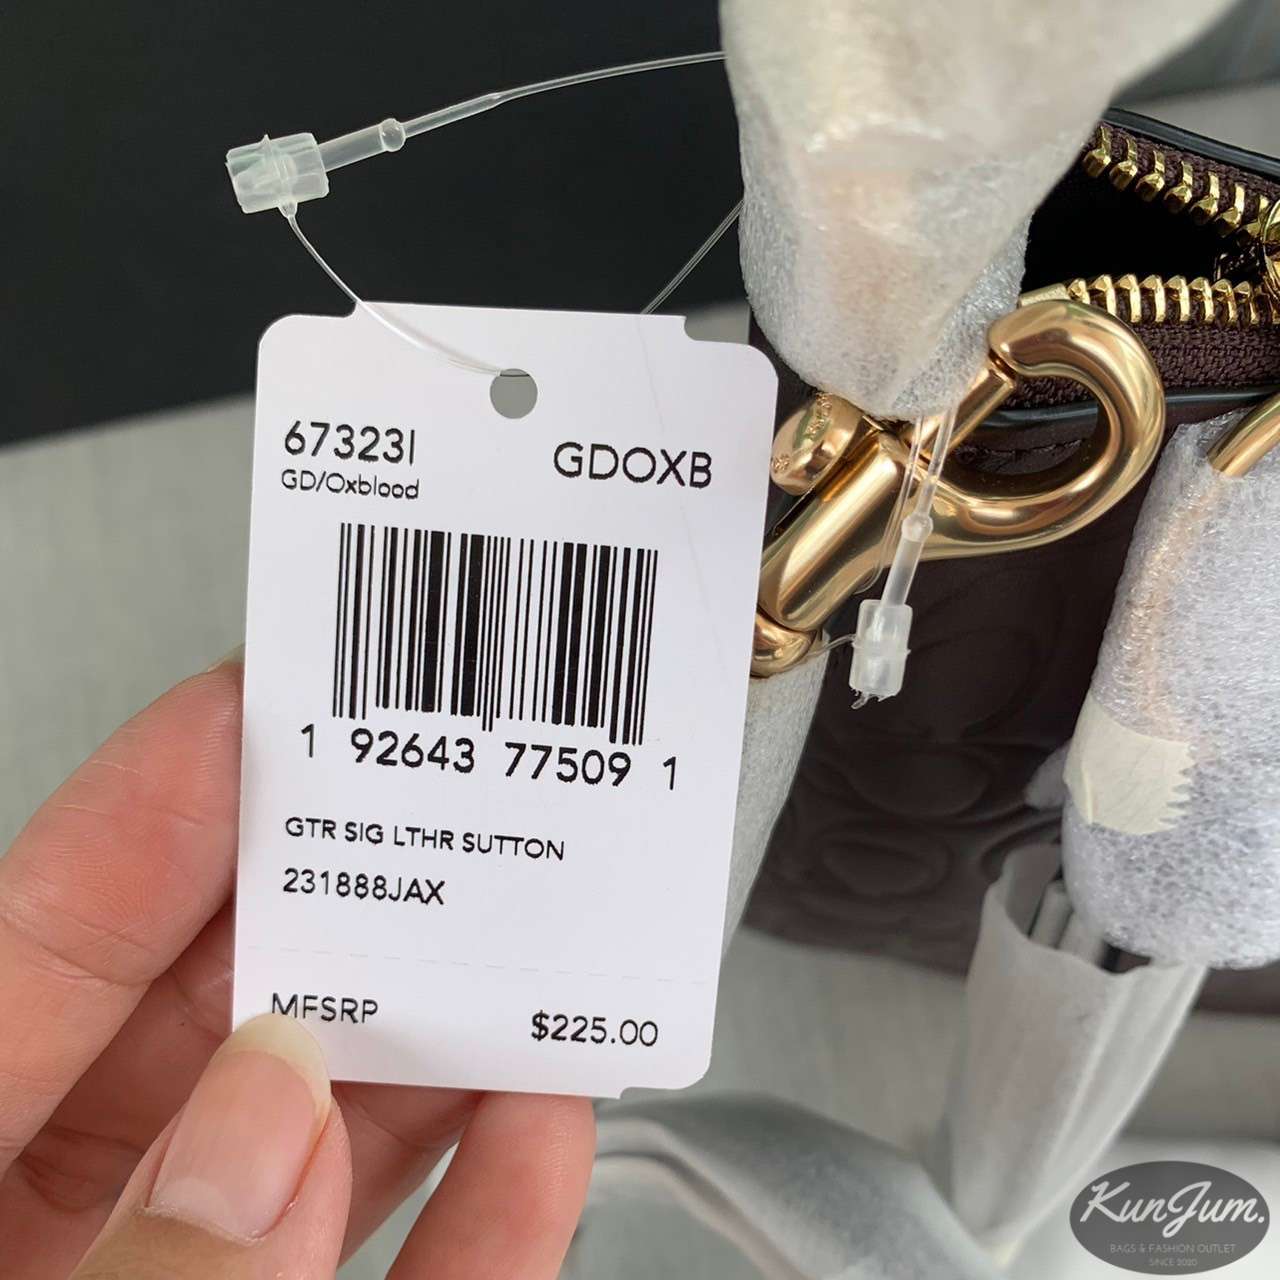 67323I
GDOXB
GD/Oxblood
1 92643 77509 1
GTR SIG LTHR SUTTON
231888JAX
MFSRP
$225.00
KunJum.
BAGS & FASHION OUTLET
SINCE 2020